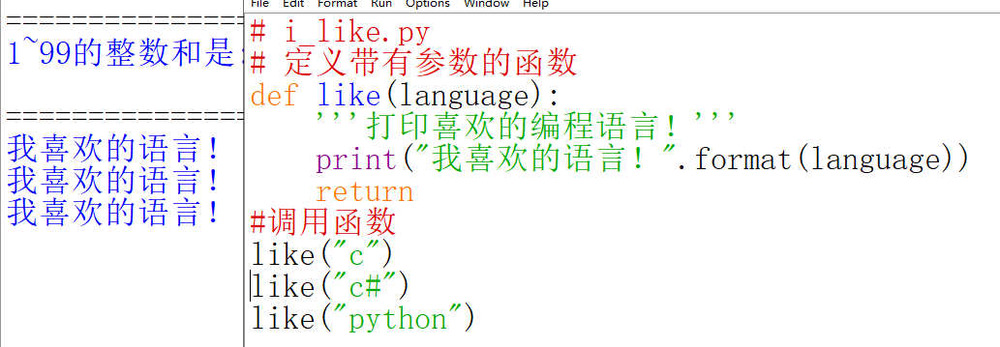 File Edit Format Run Options Window Help
===============
1~99的整数和是:
===============
我喜欢的语言!
我喜欢的语言!
我喜欢的语言!
# i_like.py
# 定义带有参数的函数
def like(language):
    '''打印喜欢的编程语言!'''
    print("我喜欢的语言!".format(language))
    return
#调用函数
like("c")
like("c#")
like("python")